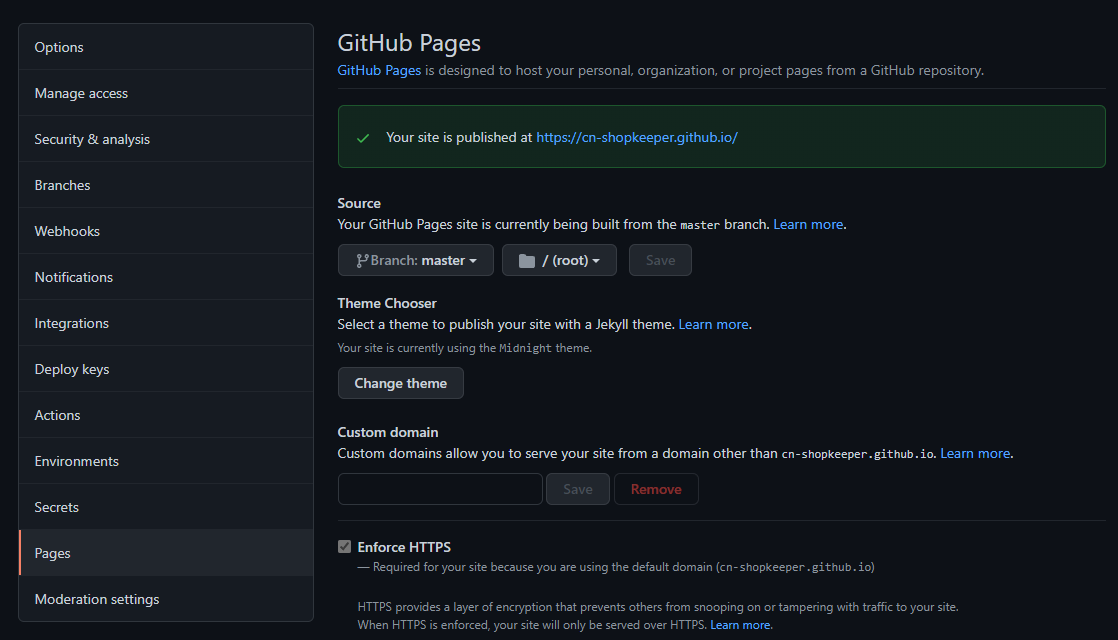 Options
Manage access
Security & analysis
Branches
Webhooks
Notifications
Integrations
Deploy keys
Actions
Environments
Secrets
Pages
Moderation settings
GitHub Pages
GitHub Pages is designed to host your personal, organization, or project pages from a GitHub repository.
Your site is published at https://cn-shopkeeper.github.io/
Source
Your GitHub Pages site is currently being built from the master branch. Learn more.
Branch: master / (root) Save
Theme Chooser
Select a theme to publish your site with a Jekyll theme. Learn more.
Your site is currently using the Midnight theme.
Change theme
Custom domain
Custom domains allow you to serve your site from a domain other than cn-shopkeeper.github.io. Learn more.
Save Remove
Enforce HTTPS
— Required for your site because you are using the default domain (cn-shopkeeper.github.io)
HTTPS provides a layer of encryption that prevents others from snooping on or tampering with traffic to your site.
When HTTPS is enforced, your site will only be served over HTTPS. Learn more.